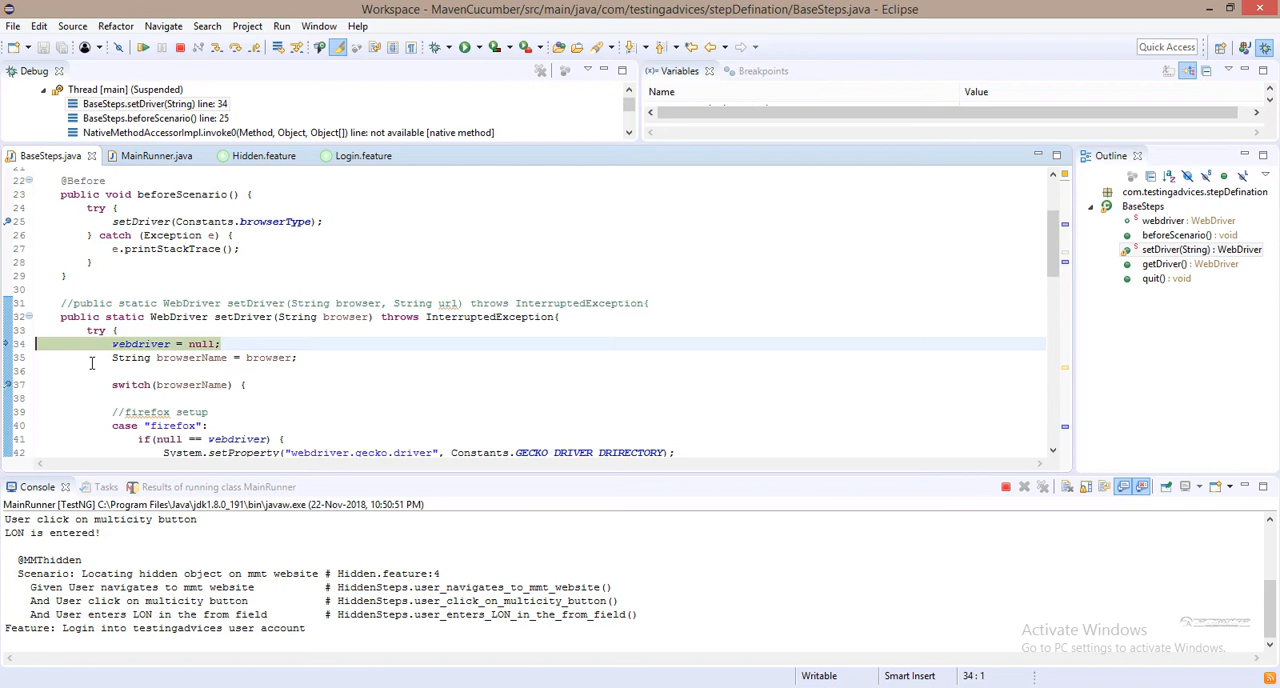 Workspace - MavenCucumber/src/main/java/com/testingadvices/stepDefination/BaseSteps.java - Eclipse
File Edit Source Refactor Navigate Search Project Run Window Help
Quick Access
Debug
Variables Breakpoints
Thread [main] (Suspended)
BaseSteps.setDriver(String) line: 34
BaseSteps.beforeScenario() line: 25
NativeMethodAccessorImpl.invoke0(Method, Object, Object[]) line: not available [native method]
Name Value
BaseSteps.java MainRunner.java Hidden.feature Login.feature
21
22 @Before
23 public void beforeScenario() {
24 try {
25 setDriver(Constants.browserType);
26 } catch (Exception e) {
27 e.printStackTrace();
28 }
29 }
30
31 //public static WebDriver setDriver(String browser, String url) throws InterruptedException{
32 public static WebDriver setDriver(String browser) throws InterruptedException{
33 try {
34 webdriver = null;
35 String browserName = browser;
36
37 switch(browserName) {
38
39 //firefox setup
40 case "firefox":
41 if(null == webdriver) {
42 System.setProperty("webdriver.gecko.driver", Constants.GECKO_DRIVER_DRIRECTORY);
Outline
com.testingadvices.stepDefination
BaseSteps
webdriver : WebDriver
beforeScenario() : void
setDriver(String) : WebDriver
getDriver() : WebDriver
quit() : void
Console Tasks Results of running class MainRunner
MainRunner [TestNG] C:\Program Files\Java\jdk1.8.0_191\bin\javaw.exe (22-Nov-2018, 10:50:51 PM)
User click on multicity button
LON is entered!
@MMThidden
Scenario: Locating hidden object on mmt website # Hidden.feature:4
Given User navigates to mmt website # HiddenSteps.user_navigates_to_mmt_website()
And User click on multicity button # HiddenSteps.user_click_on_multicity_button()
And User enters LON in the from field # HiddenSteps.user_enters_LON_in_the_from_field()
Feature: Login into testingadvices user account
Activate Windows
Go to PC settings to activate Windows.
Writable Smart Insert 34 : 1